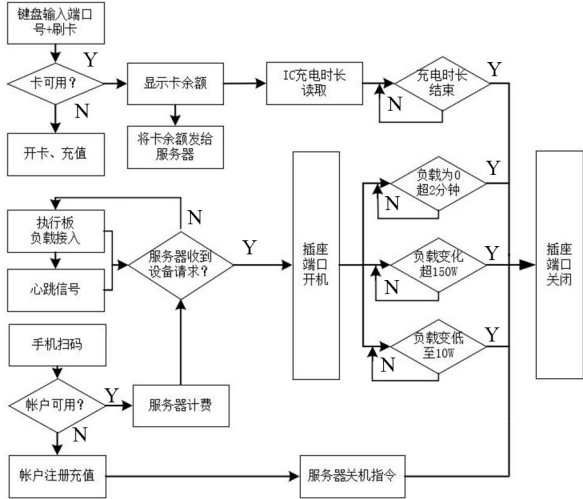 键盘输入端口
号+刷卡
卡可用？
Y
N
显示卡余额
IC充电时长
读取
充电时长
结束
Y
N
开卡、充值
将卡余额发给
服务器
执行板
负载接入
心跳信号
N
服务器收到
设备请求？
Y
插座
端口
开机
负载为0
超2分钟
Y
N
负载变化
超150W
Y
N
负载变低
至10W
Y
N
插座
端口
关闭
手机扫码
帐户可用？
Y
N
服务器计费
帐户注册充值
服务器关机指令